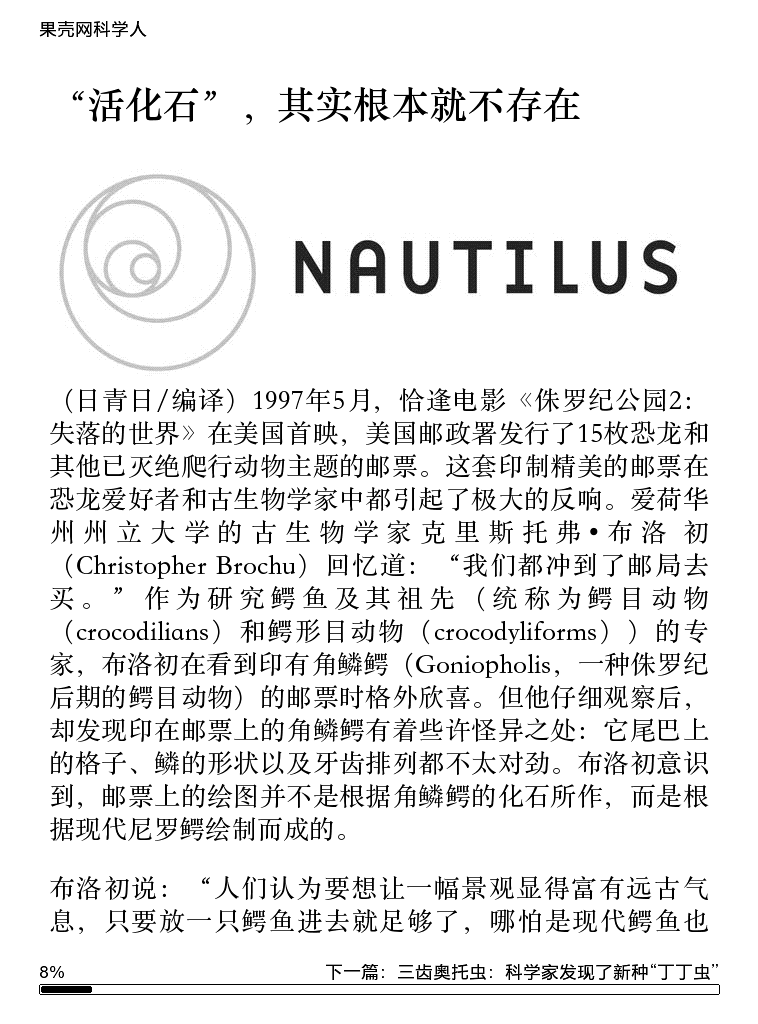 果壳网科学人
“活化石”，其实根本就不存在
NAUTILUS
（日青日/编译）1997年5月，恰逢电影《侏罗纪公园2：
失落的世界》在美国首映，美国邮政署发行了15枚恐龙和
其他已灭绝爬行动物主题的邮票。这套印制精美的邮票在
恐龙爱好者和古生物学家中都引起了极大的反响。爱荷华
州州立大学的古生物学家克里斯托弗•布洛初
（Christopher Brochu）回忆道：“我们都冲到了邮局去
买。”作为研究鳄鱼及其祖先（统称为鳄目动物
（crocodilians）和鳄形目动物（crocodyliforms））的专
家，布洛初在看到印有角鳞鳄（Goniopholis，一种侏罗纪
后期的鳄目动物）的邮票时格外欣喜。但他仔细观察后，
却发现印在邮票上的角鳞鳄有着些许怪异之处：它尾巴上
的格子、鳞的形状以及牙齿排列都不太对劲。布洛初意识
到，邮票上的绘图并不是根据角鳞鳄的化石所作，而是根
据现代尼罗鳄绘制而成的。
布洛初说：“人们认为要想让一幅景观显得富有远古气
息，只要放一只鳄鱼进去就足够了，哪怕是现代鳄鱼也
8%
下一篇：三齿奥托虫：科学家发现了新种“丁丁虫”